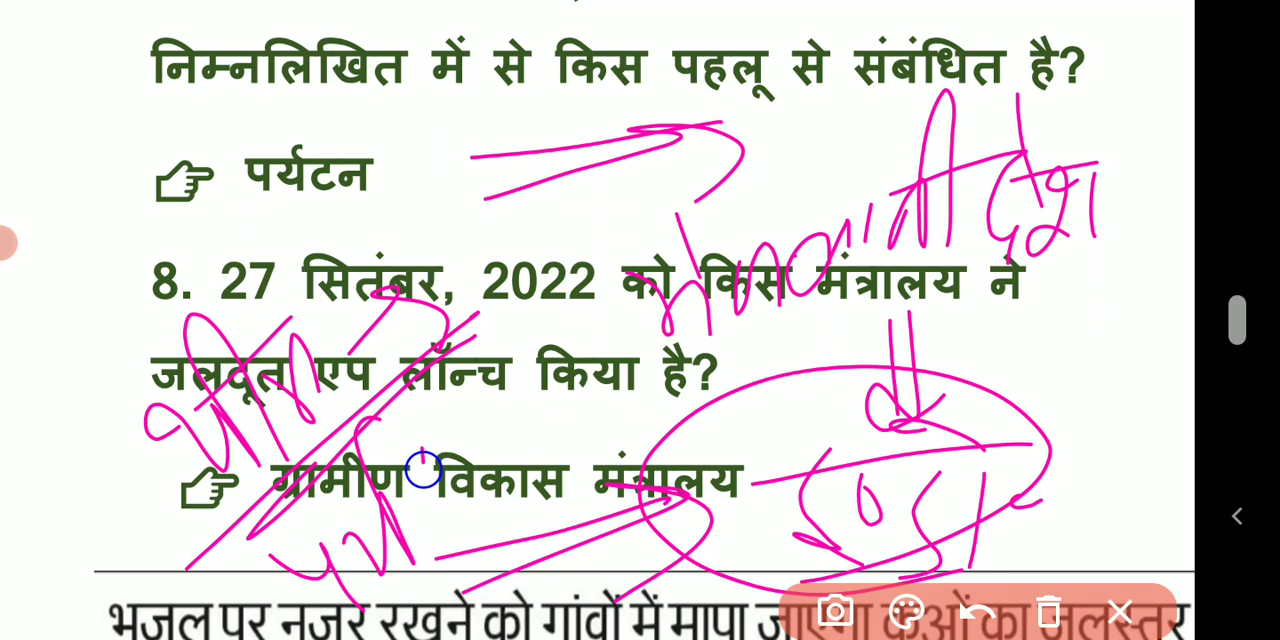 निम्नलिखित में से किस पहलू से संबंधित है?
पर्यटन
8. 27 सितंबर, 2022 को किस मंत्रालय ने
जलदूत एप लॉन्च किया है?
ग्रामीण विकास मंत्रालय
भूजल पर नजर रखने को गांवों में मापा जाएगा कुओं का जलस्तर